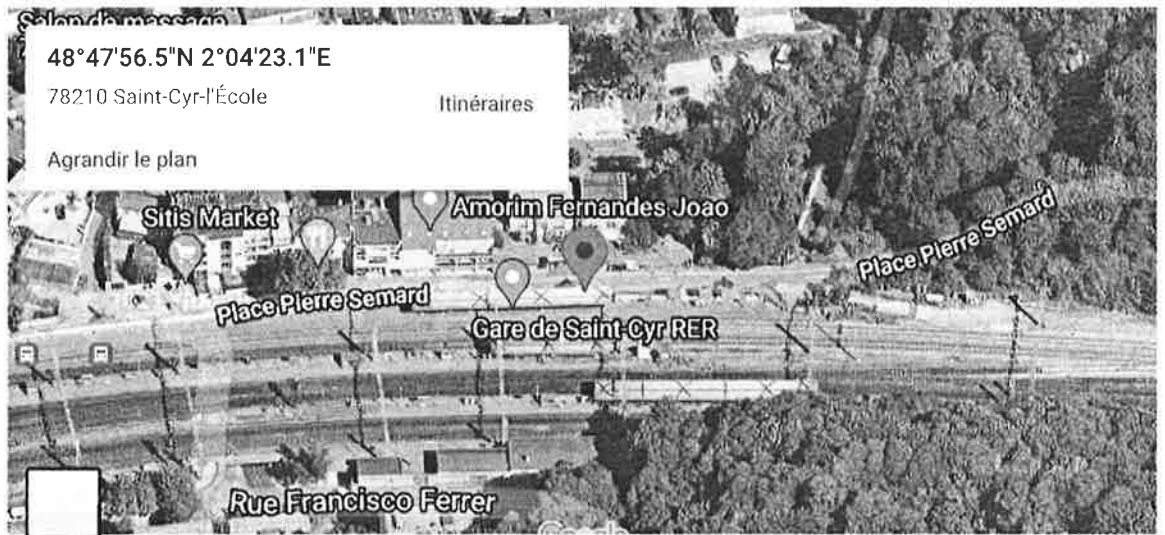 Salon de massage
48°47'56.5"N 2°04'23.1"E
78210 Saint-Cyr-l'École
Itinéraires
Agrandir le plan
Sitis Market
Amorim Fernandes Joao
Place Pierre Semard
Place Pierre Semard
Gare de Saint-Cyr RER
Rue Francisco Ferrer
Google